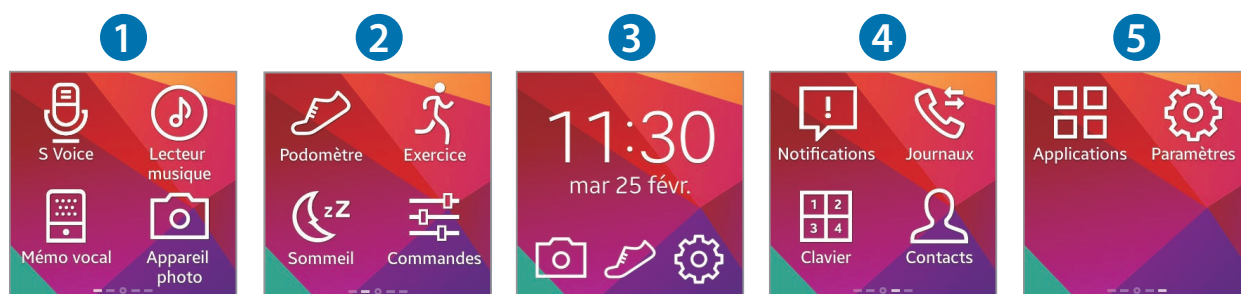 1
2
3
4
5
S Voice
Lecteur
musique
Mémo vocal
Appareil
photo
Podomètre
Exercice
zZ
Sommeil
Commandes
11:30
mar 25 févr.
!
Notifications
Journaux
1 2
3 4
Clavier
Contacts
Applications
Paramètres